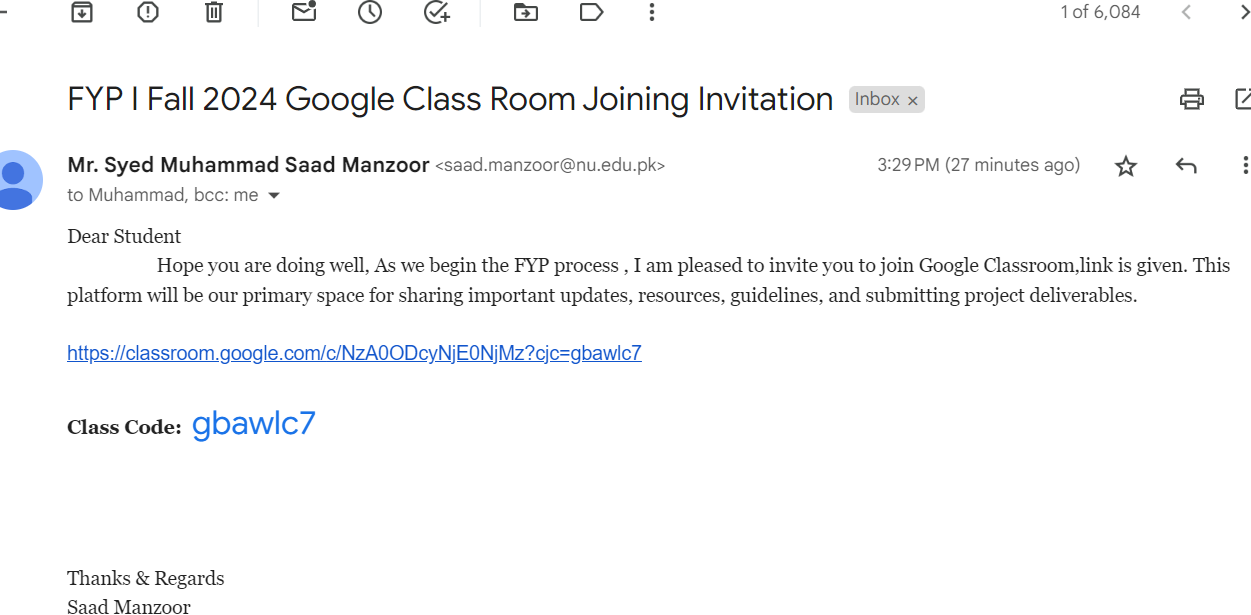 1 of 6,084
FYP I Fall 2024 Google Class Room Joining Invitation Inbox ×
Mr. Syed Muhammad Saad Manzoor <saad.manzoor@nu.edu.pk> 3:29 PM (27 minutes ago)
to Muhammad, bcc: me
Dear Student
Hope you are doing well, As we begin the FYP process , I am pleased to invite you to join Google Classroom,link is given. This
platform will be our primary space for sharing important updates, resources, guidelines, and submitting project deliverables.
https://classroom.google.com/c/NzA0ODcyNjE0NjMz?cjc=gbawlc7
Class Code: gbawlc7
Thanks & Regards
Saad Manzoor